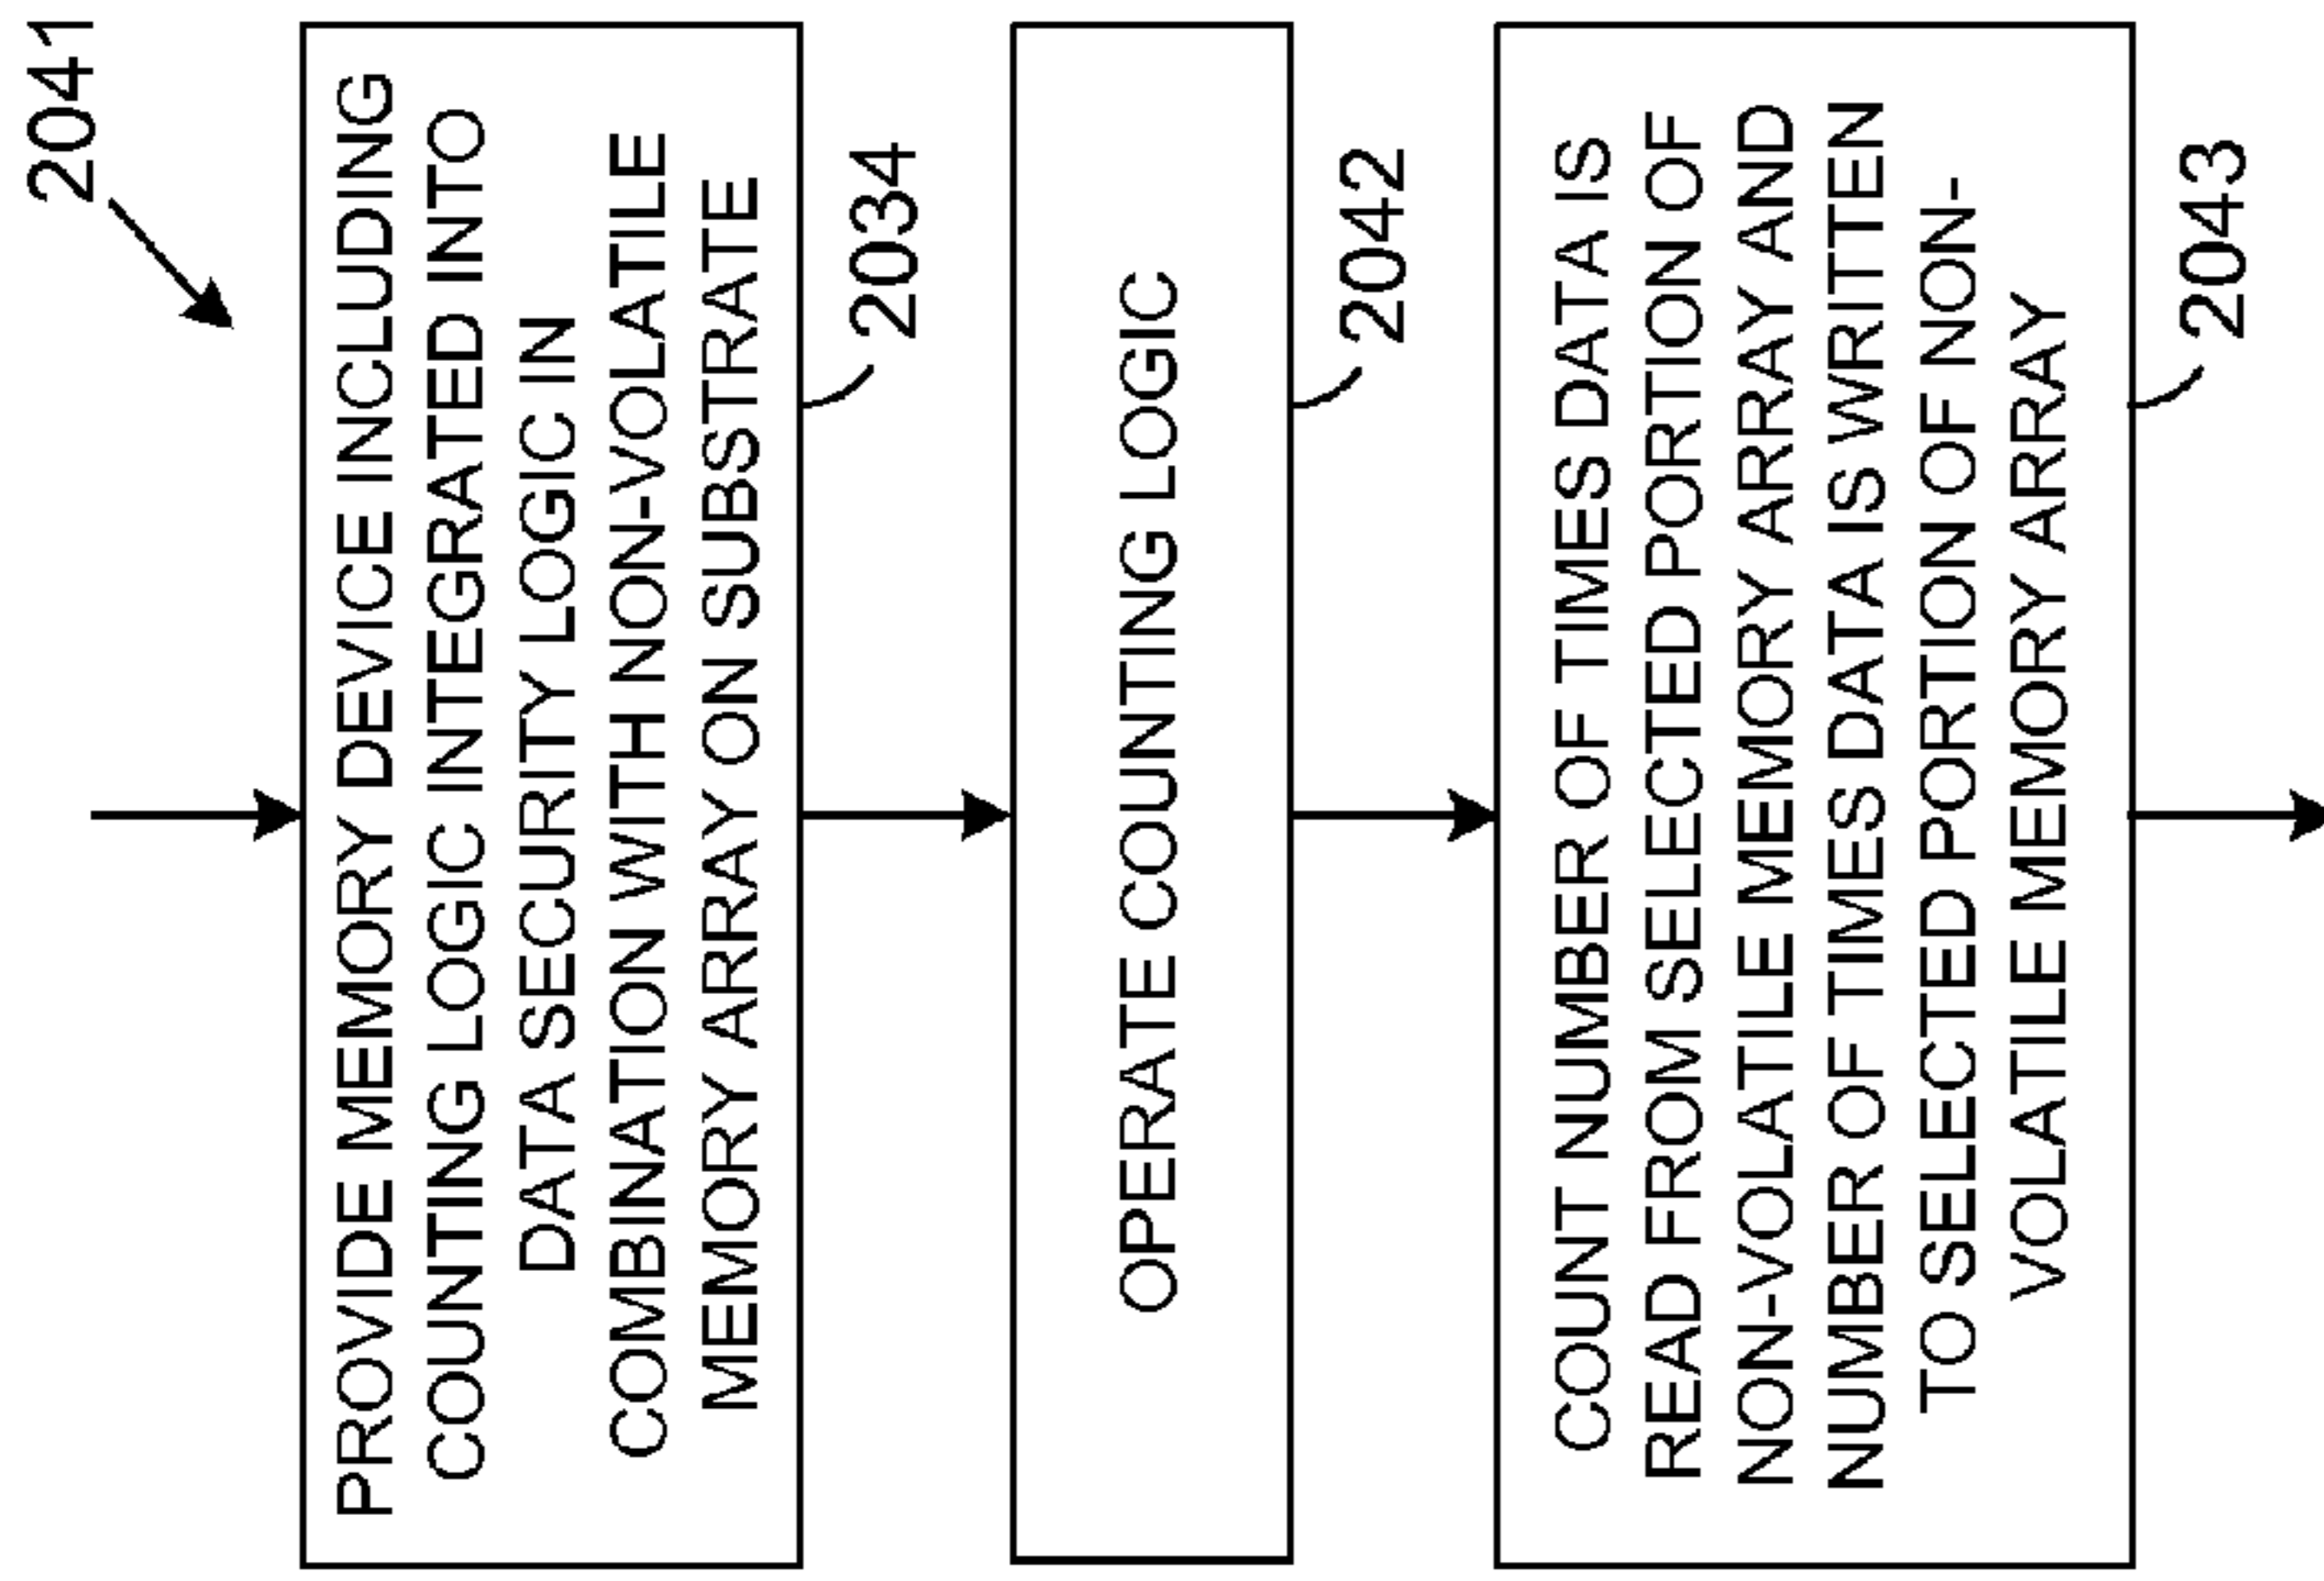 2041
PROVIDE MEMORY DEVICE INCLUDING
COUNTING LOGIC INTEGRATED INTO
DATA SECURITY LOGIC IN
COMBINATION WITH NON-VOLATILE
MEMORY ARRAY ON SUBSTRATE
2034
OPERATE COUNTING LOGIC
2042
COUNT NUMBER OF TIMES DATA IS
READ FROM SELECTED PORTION OF
NON-VOLATILE MEMORY ARRAY AND
NUMBER OF TIMES DATA IS WRITTEN
TO SELECTED PORTION OF NON-
VOLATILE MEMORY ARRAY
2043